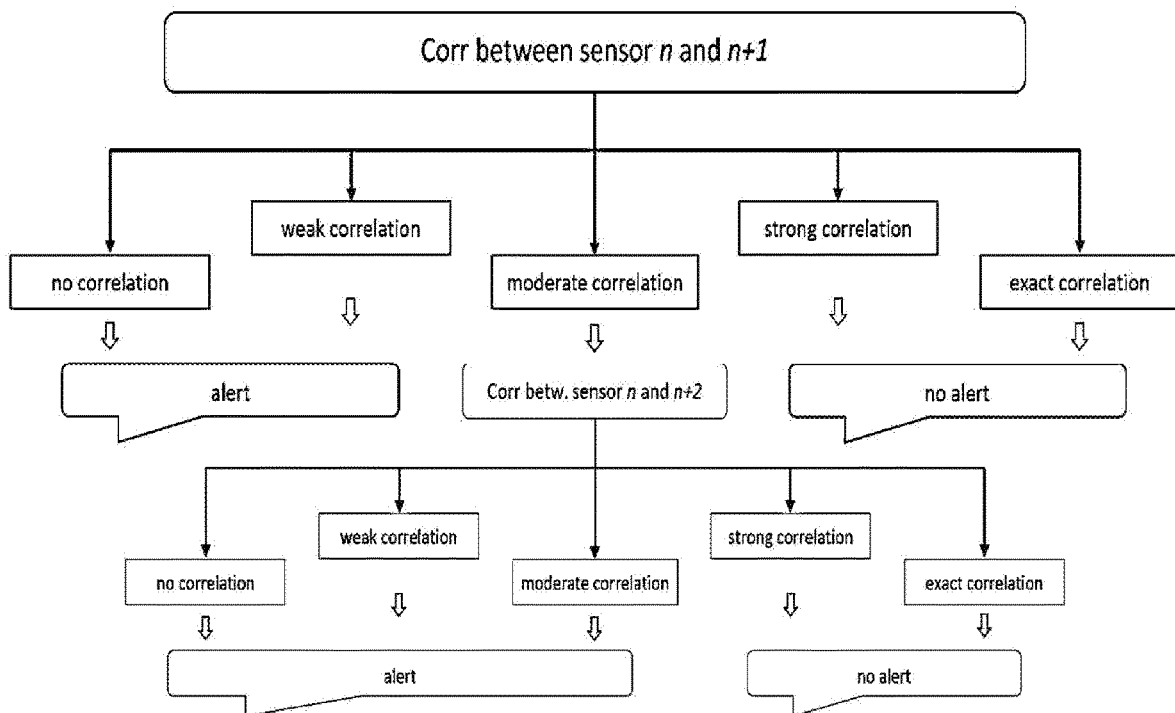 Corr between sensor n and n+1
weak correlation
strong correlation
no correlation
moderate correlation
exact correlation
alert
Corr betw. sensor n and n+2
no alert
weak correlation
strong correlation
no correlation
moderate correlation
exact correlation
alert
no alert